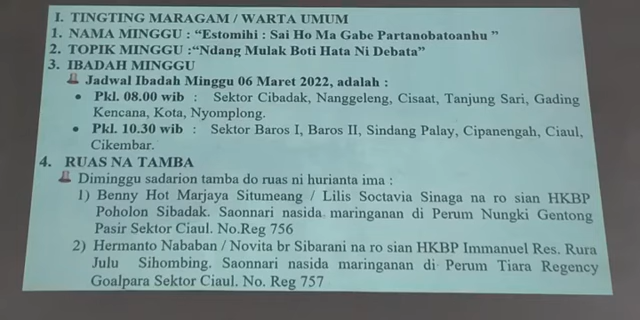 I. TINGTING MARAGAM / WARTA UMUM
1. NAMA MINGGU : “Estomihi : Sai Ho Ma Gabe Partanobatoanhu ”
2. TOPIK MINGGU :“Ndang Mulak Boti Hata Ni Debata”
3. IBADAH MINGGU
Jadwal Ibadah Minggu 06 Maret 2022, adalah :
• Pkl. 08.00 wib : Sektor Cibadak, Nanggeleng, Cisaat, Tanjung Sari, Gading
Kencana, Kota, Nyomplong.
• Pkl. 10.30 wib : Sektor Baros I, Baros II, Sindang Palay, Cipanengah, Ciaul,
Cikembar.
4. RUAS NA TAMBA
Diminggu sadarion tamba do ruas ni hurianta ima :
1) Benny Hot Marjaya Situmeang / Lilis Soctavia Sinaga na ro sian HKBP
Poholon Sibadak. Saonnari nasida maringanan di Perum Nungki Gentong
Pasir Sektor Ciaul. No.Reg 756
2) Hermanto Nababan / Novita br Sibarani na ro sian HKBP Immanuel Res. Rura
Julu Sihombing. Saonnari nasida maringanan di Perum Tiara Regency
Goalpara Sektor Ciaul. No. Reg 757